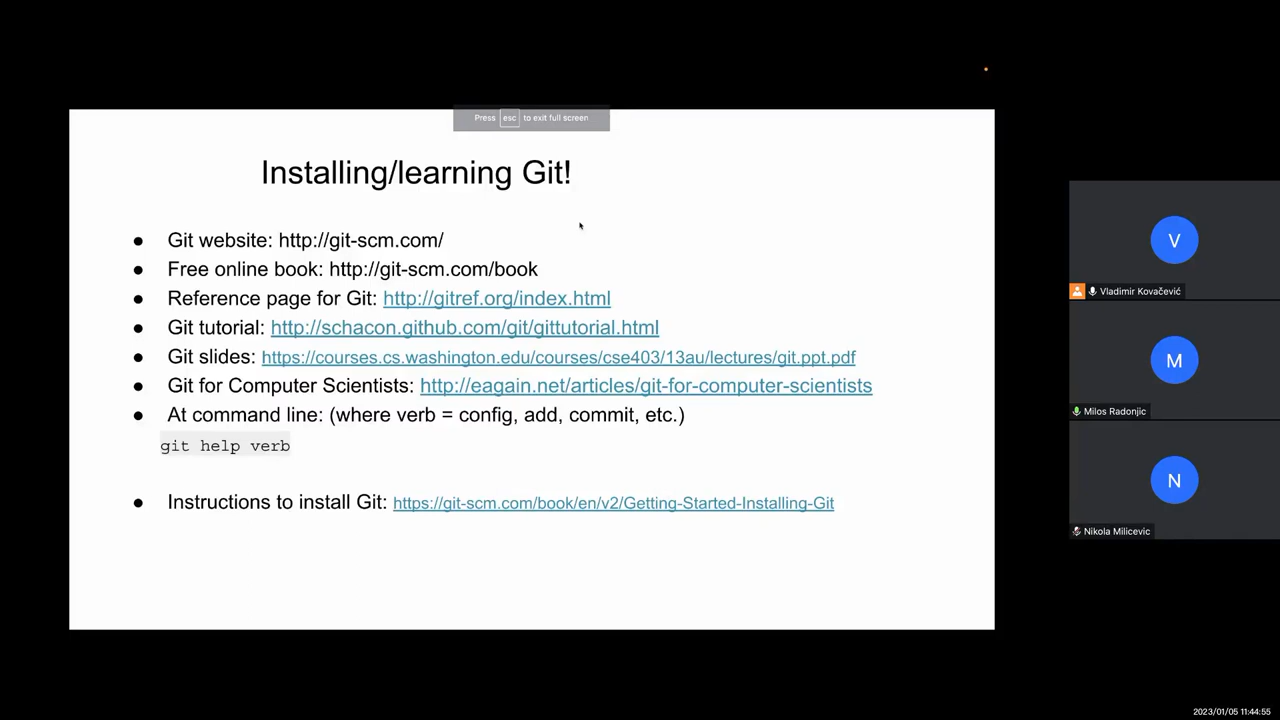 Press esc to exit full screen
Installing/learning Git!
● Git website: http://git-scm.com/
● Free online book: http://git-scm.com/book
● Reference page for Git: http://gitref.org/index.html
● Git tutorial: http://schacon.github.com/git/gittutorial.html
● Git slides: https://courses.cs.washington.edu/courses/cse403/13au/lectures/git.ppt.pdf
● Git for Computer Scientists: http://eagain.net/articles/git-for-computer-scientists
● At command line: (where verb = config, add, commit, etc.)
git help verb
● Instructions to install Git: https://git-scm.com/book/en/v2/Getting-Started-Installing-Git
V
Vladimir Kovačević
M
Milos Radonjic
N
Nikola Milicevic
2023/01/05 11:44:55